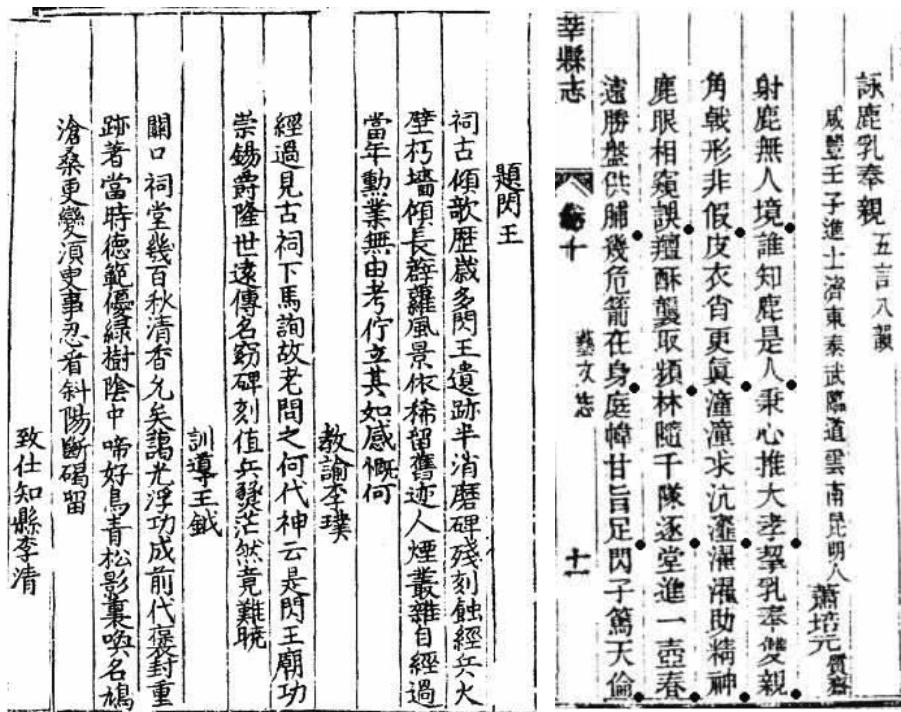 詠鹿乳奉親 五言八韻
咸豐壬子進士濟東泰武臨道雲南昆明人 蕭培元 質齋
射鹿無人境誰知鹿是人秉心推大孝挈乳奉雙親
角戟形非假皮衣肖更眞潼潼求沆瀣濯濯助精神
鹿眼相窺誤羶酥襲取頻林隨千隊逐堂進一壺春
遠勝盤供脯幾危箭在身庭幃甘旨足閃子篤天倫
莘縣志 卷十 藝文志 十一
題閃王
祠古傾欹歷歲多閃王遺跡半消磨碑殘刻蝕經兵火
壁朽墻傾長薜蘿風景依稀留舊迹人煙叢雜自經過
當年勳業無由考佇立其如感慨何
教諭李璞
經過見古祠下馬詢故老問之何代神云是閃王廟功
崇錫爵隆世遠傳名窈碑刻值兵燹茫然竟難曉
訓導王鉞
關口祠堂幾百秋清香允矣藹光浮功成前代褒封重
跡著當時德範優綠樹陰中啼好鳥青松影裏喚名鳩
滄桑更變須臾事忍看斜陽斷碣留
致仕知縣李清